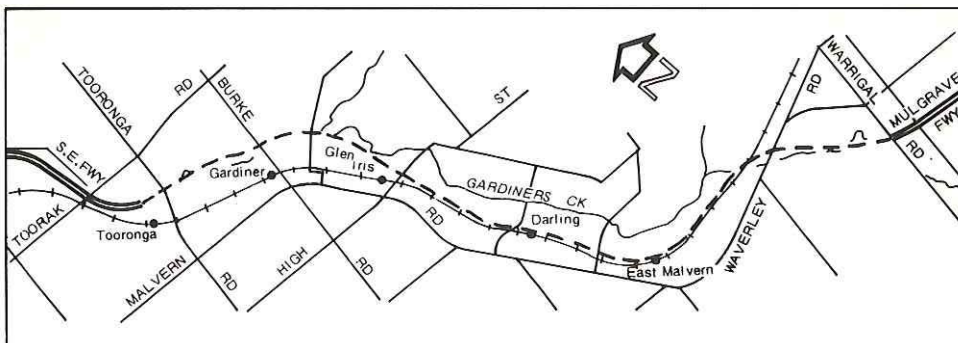 TOORONGA
RD
BURKE
RD
ST
WARRIGAL
RD
MULGRAVE
FWY
RD
N
S.E. FWY
Glen
Iris
Gardiner
GARDINERS CK
Darling
TOORAK
Tooronga
RD
East Malvern
WAVERLEY
MALVERN
RD
HIGH
RD